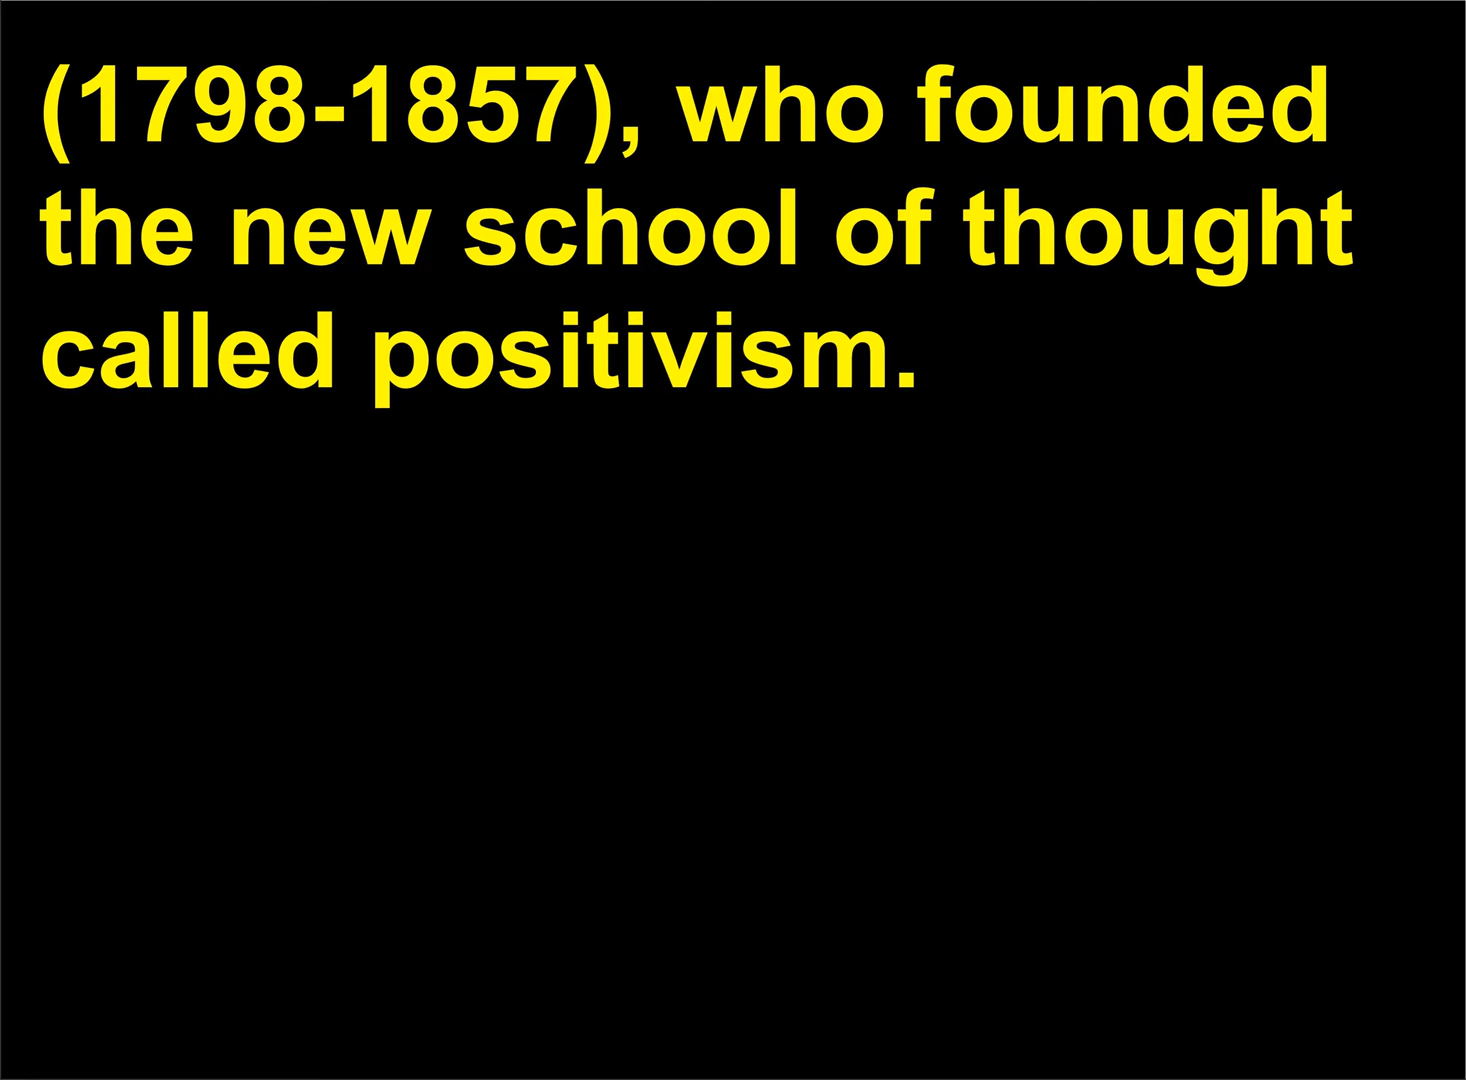 (1798-1857), who founded
the new school of thought
called positivism.